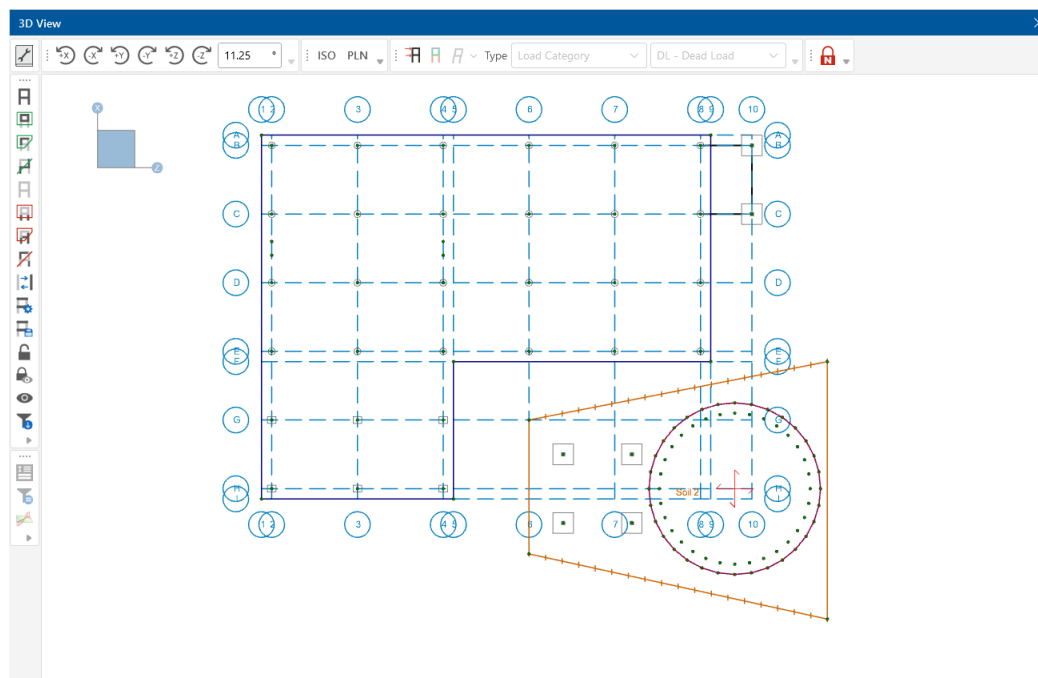 3D View
+X -X +Y -Y +Z -Z 11.25 ° ISO PLN Type Load Category DL - Dead Load N
X
Z
1 2 3 4 5 6 7 8 9 10
A A
B B
C C
D D
E E
F F
G G
H H
I I
Soil 2
1 2 3 4 5 6 7 8 9 10